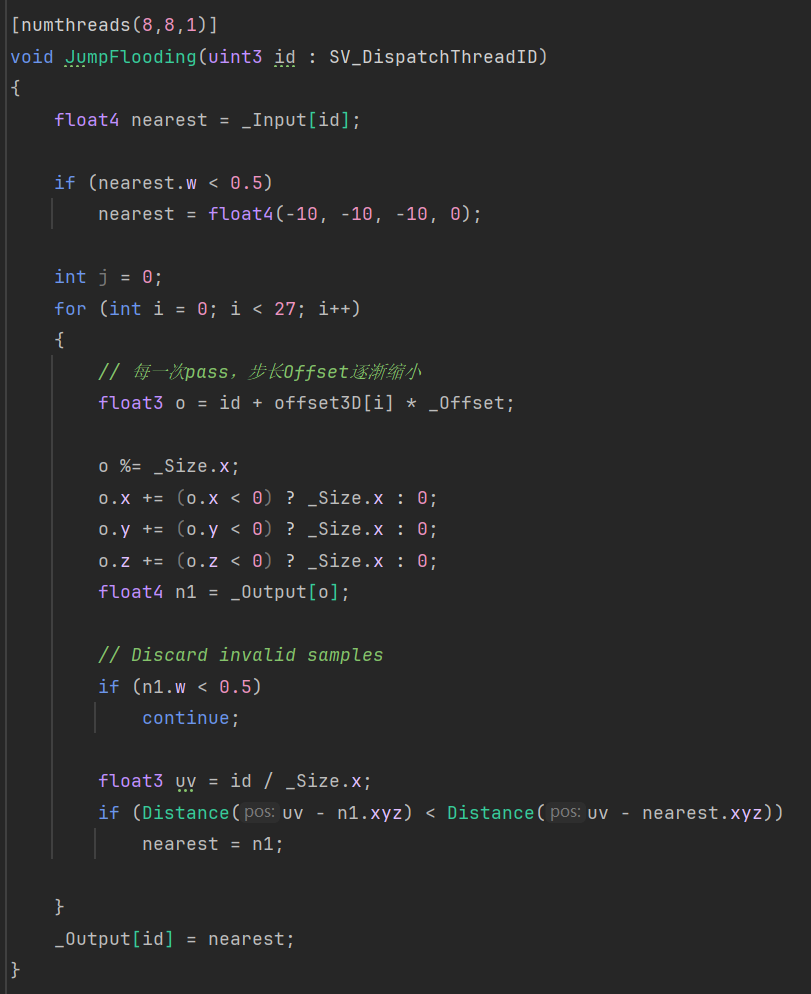 [numthreads(8,8,1)]
void JumpFlooding(uint3 id : SV_DispatchThreadID)
{
    float4 nearest = _Input[id];

    if (nearest.w < 0.5)
        nearest = float4(-10, -10, -10, 0);

    int j = 0;
    for (int i = 0; i < 27; i++)
    {
        // 每一次pass，步长Offset逐渐缩小
        float3 o = id + offset3D[i] * _Offset;

        o %= _Size.x;
        o.x += (o.x < 0) ? _Size.x : 0;
        o.y += (o.y < 0) ? _Size.x : 0;
        o.z += (o.z < 0) ? _Size.x : 0;
        float4 n1 = _Output[o];

        // Discard invalid samples
        if (n1.w < 0.5)
            continue;

        float3 uv = id / _Size.x;
        if (Distance(pos: uv - n1.xyz) < Distance(pos: uv - nearest.xyz))
            nearest = n1;

    }
    _Output[id] = nearest;
}